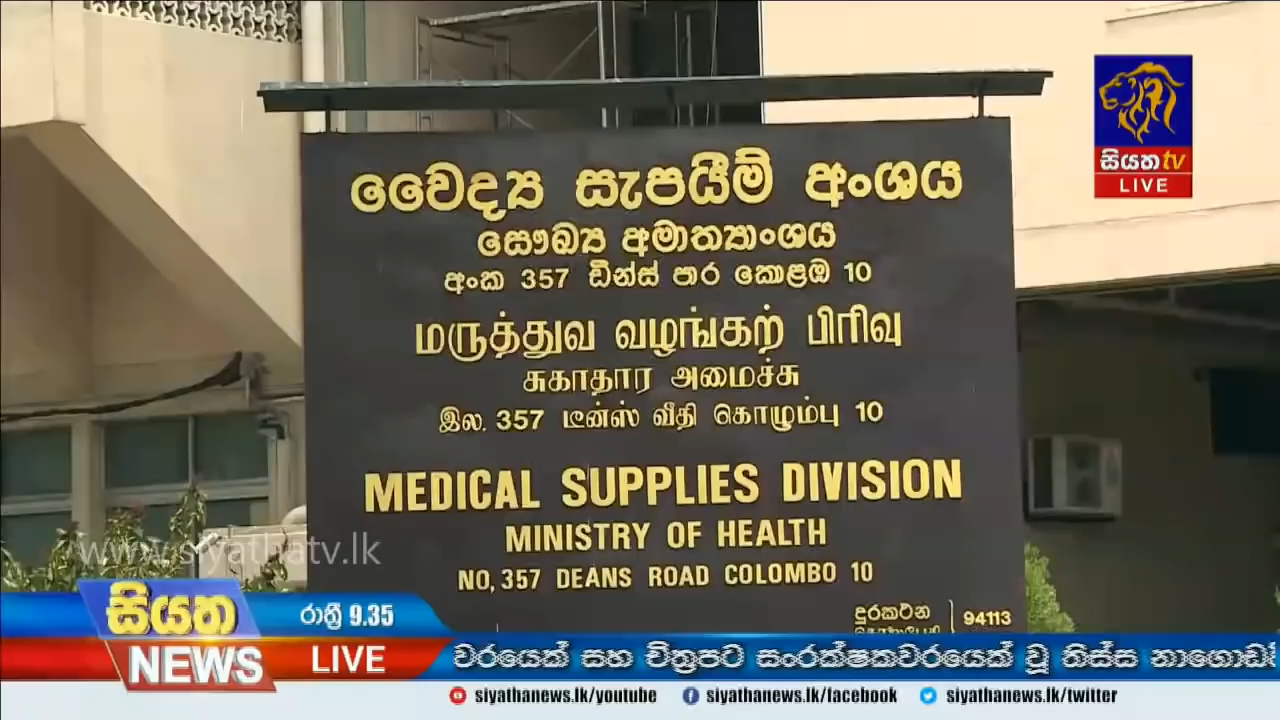 සියත tv
LIVE
වෛද්‍ය සැපයීම් අංශය
සෞඛ්‍ය අමාත්‍යාංශය
අංක 357 ඩීන්ස් පාර කොළඹ 10
மருத்துவ வழங்கற் பிரிவு
சுகாதார அமைச்சு
இல. 357 டீன்ஸ் வீதி கொழும்பு 10
MEDICAL SUPPLIES DIVISION
MINISTRY OF HEALTH
NO, 357 DEANS ROAD COLOMBO 10
දුරකථන
94113
www.siyathatv.lk
සියත
NEWS
රාත්‍රී 9.35
LIVE
වරයෙක් සහ චිත්‍රපට සංරක්ෂකවරයෙක් වූ තිස්ස
siyathanews.lk/youtube
siyathanews.lk/facebook
siyathanews.lk/twitter